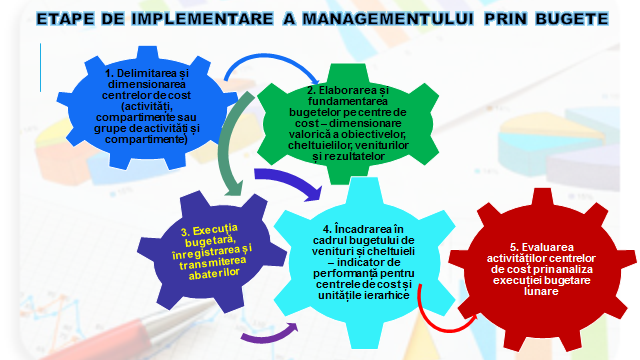 ETAPE DE IMPLEMENTARE A MANAGEMENTULUI PRIN BUGETE
1. Delimitarea și
dimensionarea
centrelor de cost
(activități,
compartimente sau
grupe de activități și
compartimente)
2. Elaborarea și
fundamentarea
bugetelor pe centre de
cost – dimensionare
valorică a obiectivelor,
cheltuielilor, veniturilor
și rezultatelor
3. Execuția
bugetară,
înregistrarea și
transmiterea
abaterilor
4. Încadrarea în
cadrul bugetului de
venituri și cheltuieli
– indicator de
performanță pentru
centrele de cost și
unitățile ierarhice
5. Evaluarea
activităților centrelor
de cost prin analiza
execuției bugetare
lunare